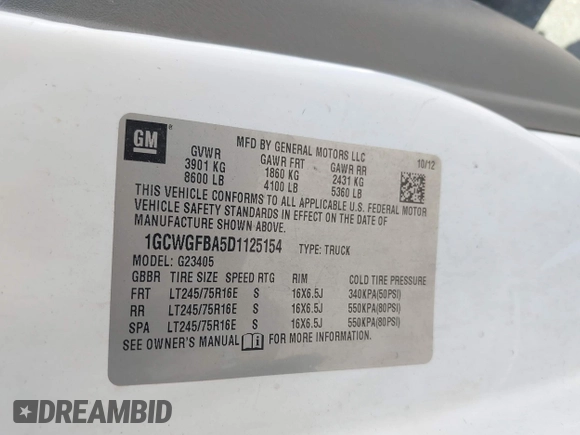 GM ®
MFD BY GENERAL MOTORS LLC
10/12
GVWR GAWR FRT GAWR RR
3901 KG 1860 KG 2431 KG
8600 LB 4100 LB 5360 LB
THIS VEHICLE CONFORMS TO ALL APPLICABLE U.S. FEDERAL MOTOR
VEHICLE SAFETY STANDARDS IN EFFECT ON THE DATE OF
MANUFACTURE SHOWN ABOVE.
1GCWGFBA5D1125154 TYPE: TRUCK
MODEL: G23405
GBBR TIRE SIZE SPEED RTG RIM COLD TIRE PRESSURE
FRT LT245/75R16E S 16X6.5J 340KPA(50PSI)
RR LT245/75R16E S 16X6.5J 550KPA(80PSI)
SPA LT245/75R16E S 16X6.5J 550KPA(80PSI)
SEE OWNER'S MANUAL i FOR MORE INFORMATION.
DREAMBID